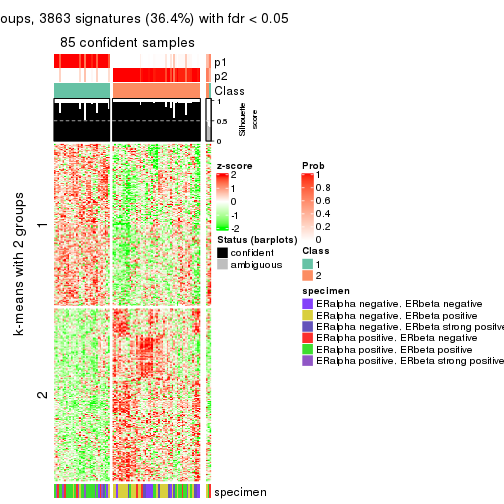 oups, 3863 signatures (36.4%) with fdr < 0.05
85 confident samples
p1
p2
Class
1
0.5
0
Silhouette
score
k-means with 2 groups
1
2
z-score
2
1
0
-1
-2
Status (barplots)
confident
ambiguous
Prob
1
0.8
0.6
0.4
0.2
0
Class
1
2
specimen
ERalpha negative. ERbeta negative
ERalpha negative. ERbeta positive
ERalpha negative. ERbeta strong positive
ERalpha positive. ERbeta negative
ERalpha positive. ERbeta positive
ERalpha positive. ERbeta strong positive
specimen